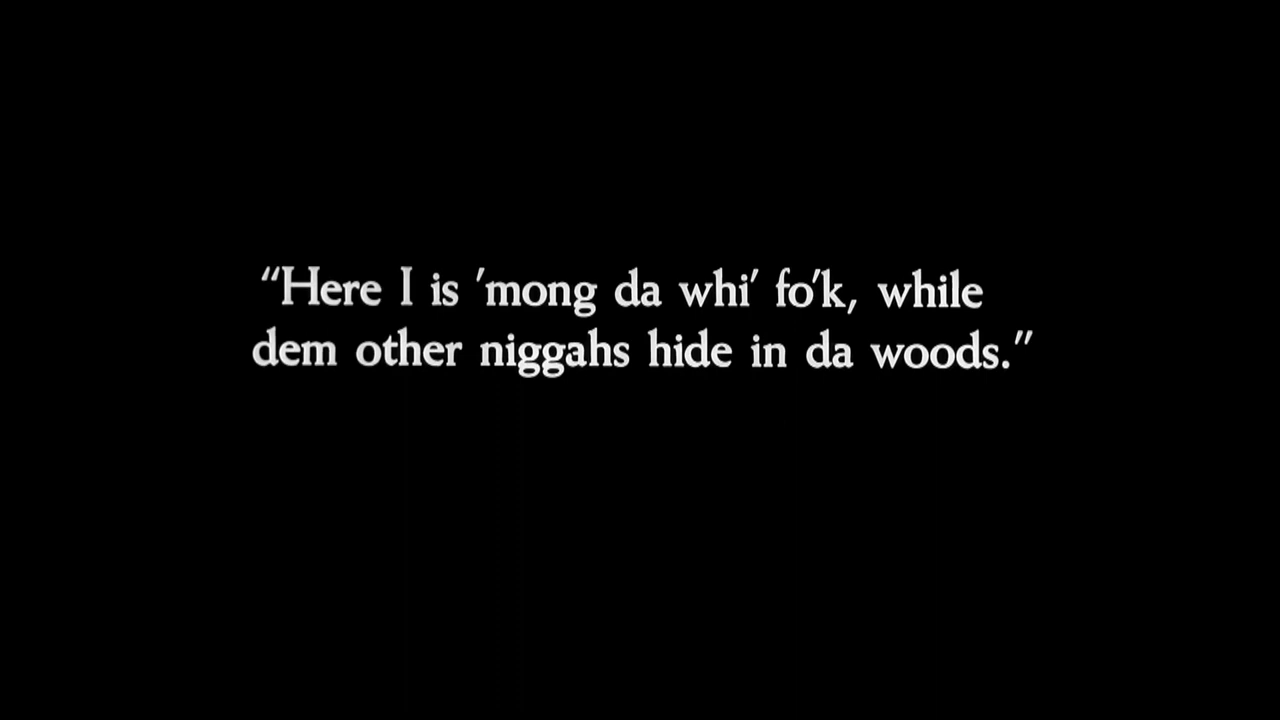 “Here I is ’mong da whi’ fo’k, while
dem other niggahs hide in da woods.”